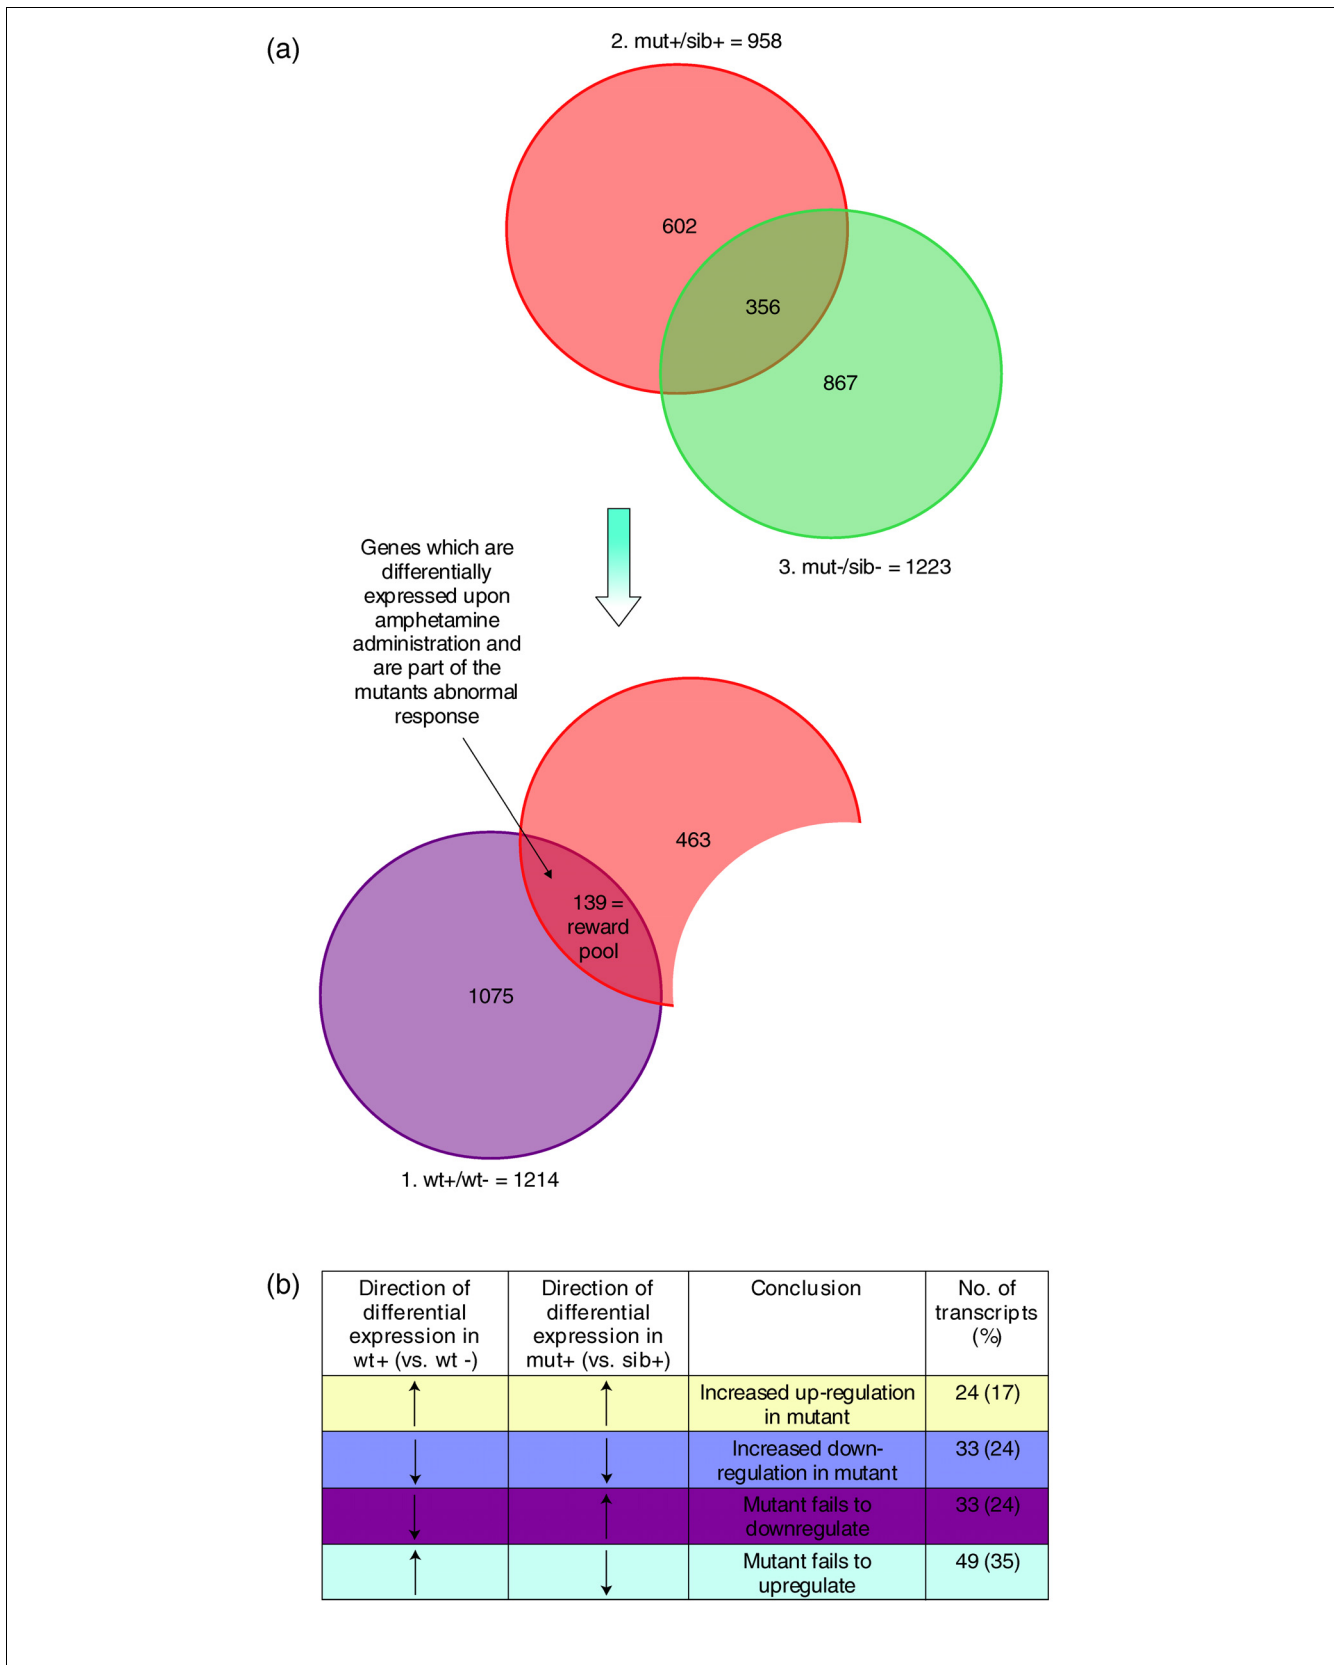 (a)
2. mut+/sib+ = 958
602
356
867
3. mut-/sib- = 1223
Genes which are
differentially
expressed upon
amphetamine
administration and
are part of the
mutants abnormal
response
463
139 =
reward
pool
1075
1. wt+/wt- = 1214
(b)
Direction of
differential
expression in
wt+ (vs. wt -)
Direction of
differential
expression in
mut+ (vs. sib+)
Conclusion
No. of
transcripts
(%)
Increased up-regulation
in mutant
24 (17)
Increased down-
regulation in mutant
33 (24)
Mutant fails to
downregulate
33 (24)
Mutant fails to
upregulate
49 (35)